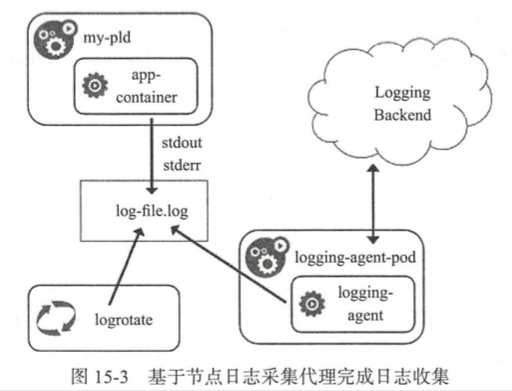 my-pld
app-
container
stdout
stderr
log-file.log
logrotate
Logging
Backend
logging-agent-pod
logging-
agent
图 15-3 基于节点日志采集代理完成日志收集